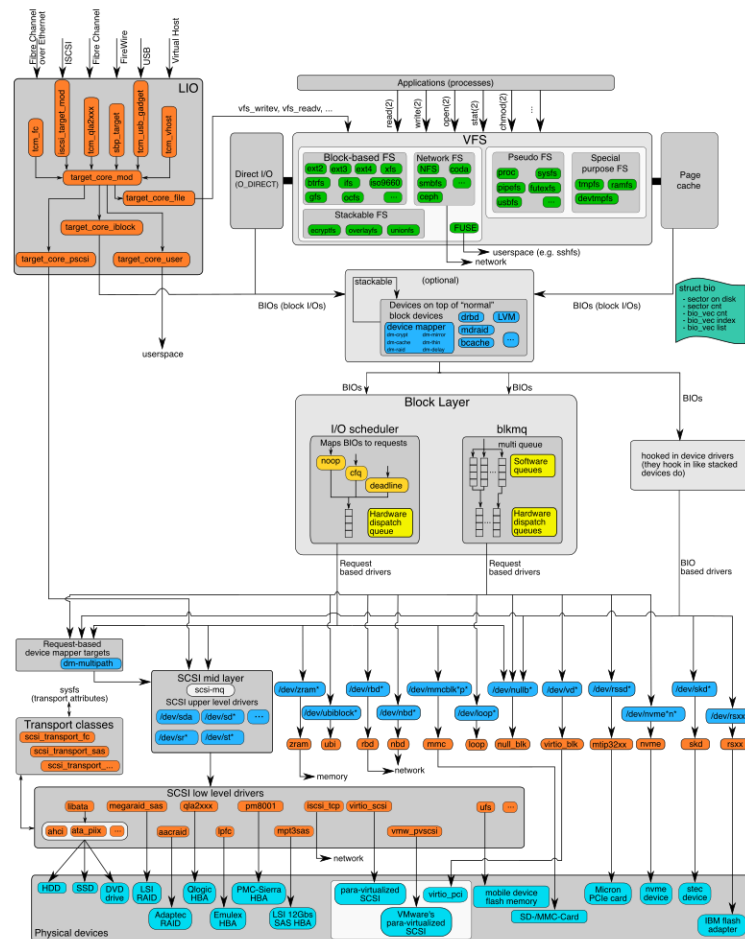 Fibre Channel
over Ethernet
ISCSI
Fibre Channel
FireWire
USB
Virtual Host
LIO
tcm_fc
iscsi_target_mod
tcm_qla2xxx
sbp_target
tcm_usb_gadget
tcm_vhost
target_core_mod
target_core_file
target_core_iblock
target_core_pscsi
target_core_user
vfs_writev, vfs_readv, ...
Applications (processes)
read(2)
write(2)
open(2)
stat(2)
chmod(2)
...
VFS
Direct I/O
(O_DIRECT)
Page
cache
Block-based FS
ext2
ext3
ext4
xfs
btrfs
ifs
iso9660
gfs
ocfs
...
Network FS
NFS
coda
smbfs
...
ceph
Pseudo FS
proc
sysfs
pipefs
futexfs
usbfs
...
Special
purpose FS
tmpfs
ramfs
devtmpfs
Stackable FS
ecryptfs
overlayfs
unionfs
FUSE
userspace (e.g. sshfs)
network
BIOs (block I/Os)
BIOs (block I/Os)
userspace
stackable
(optional)
Devices on top of “normal”
block devices
drbd
LVM
device mapper
dm-crypt
dm-mirror
dm-cache
dm-thin
dm-raid
dm-delay
mdraid
bcache
...
struct bio
- sector on disk
- sector cnt
- bio_vec cnt
- bio_vec index
- bio_vec list
BIOs
BIOs
BIOs
Block Layer
I/O scheduler
Maps BIOs to requests
noop
cfq
deadline
Hardware
dispatch
queue
blkmq
multi queue
Software
queues
...
Hardware
dispatch
queues
...
hooked in device drivers
(they hook in like stacked
devices do)
Request
based drivers
Request
based drivers
BIO
based drivers
Request-based
device mapper targets
dm-multipath
sysfs
(transport attributes)
Transport classes
scsi_transport_fc
scsi_transport_sas
scsi_transport_...
SCSI mid layer
scsi-mq
SCSI upper level drivers
/dev/sda
/dev/sd*
...
/dev/sr*
/dev/st*
/dev/zram*
/dev/rbd*
/dev/mmcblk*p*
/dev/nullb*
/dev/vd*
/dev/rssd*
/dev/skd*
/dev/ubiblock*
/dev/nbd*
/dev/loop*
/dev/nvme*n*
/dev/rsxx*
zram
ubi
rbd
nbd
mmc
loop
null_blk
virtio_blk
mtip32xx
nvme
skd
rsxx
memory
network
SCSI low level drivers
libata
megaraid_sas
qla2xxx
pm8001
iscsi_tcp
virtio_scsi
ufs
...
ahci
ata_piix
...
aacraid
lpfc
mpt3sas
vmw_pvscsi
network
HDD
SSD
DVD
drive
LSI
RAID
Qlogic
HBA
PMC-Sierra
HBA
para-virtualized
SCSI
virtio_pci
mobile device
flash memory
Micron
PCIe card
nvme
device
stec
device
Adaptec
RAID
Emulex
HBA
LSI 12Gbs
SAS HBA
VMware's
para-virtualized
SCSI
SD-/MMC-Card
IBM flash
adapter
Physical devices